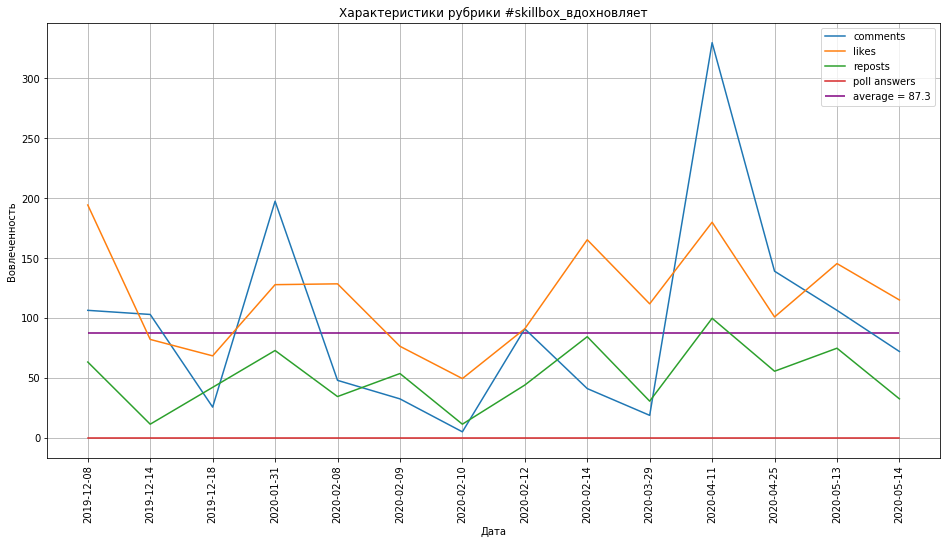 Характеристики рубрики #skillbox_вдохновляет
comments
likes
reposts
poll answers
average = 87.3
Вовлеченность
300
250
200
150
100
50
0
2019-12-08
2019-12-14
2019-12-18
2020-01-31
2020-02-08
2020-02-09
2020-02-10
2020-02-12
2020-02-14
2020-03-29
2020-04-11
2020-04-25
2020-05-13
2020-05-14
Дата